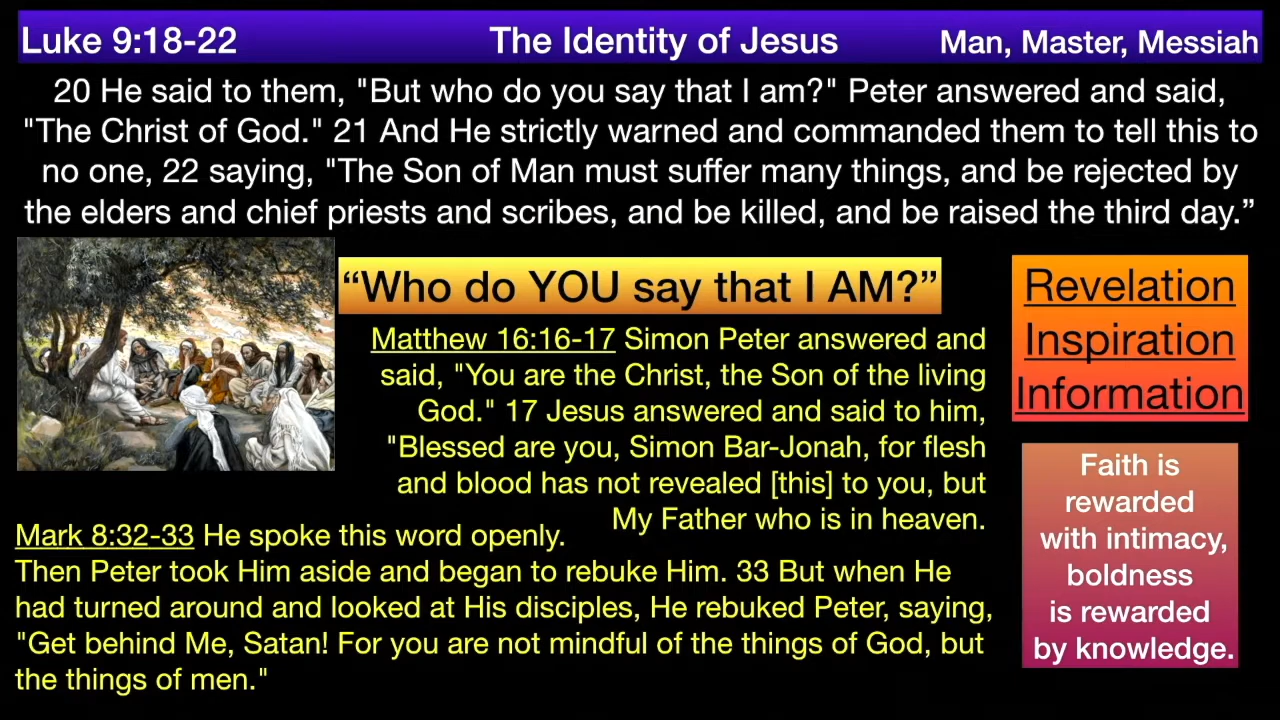 Luke 9:18-22 The Identity of Jesus Man, Master, Messiah
20 He said to them, "But who do you say that I am?" Peter answered and said,
"The Christ of God." 21 And He strictly warned and commanded them to tell this to
no one, 22 saying, "The Son of Man must suffer many things, and be rejected by
the elders and chief priests and scribes, and be killed, and be raised the third day.”
“Who do YOU say that I AM?”
Matthew 16:16-17 Simon Peter answered and
said, "You are the Christ, the Son of the living
God." 17 Jesus answered and said to him,
"Blessed are you, Simon Bar-Jonah, for flesh
and blood has not revealed [this] to you, but
My Father who is in heaven.
Mark 8:32-33 He spoke this word openly.
Then Peter took Him aside and began to rebuke Him. 33 But when He
had turned around and looked at His disciples, He rebuked Peter, saying,
"Get behind Me, Satan! For you are not mindful of the things of God, but
the things of men."
Revelation
Inspiration
Information
Faith is
rewarded
with intimacy,
boldness
is rewarded
by knowledge.